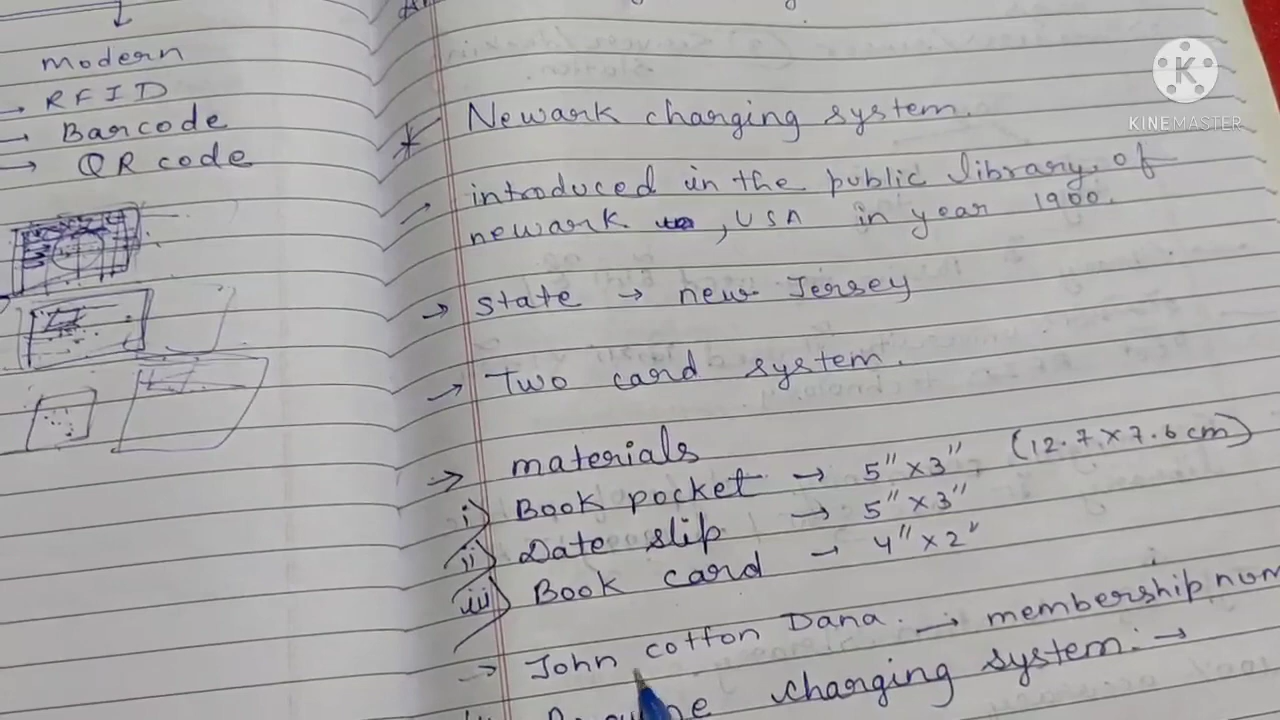 modern
→ RFID
→ Barcode
→ QR code
* Newark charging system.
→ introduced in the public library, of
newark, USA in year 1900.
→ state → new Jersey
→ Two card system.
→ materials
i) Book pocket → 5" x 3" (12.7 x 7.6 cm)
ii) Date slip → 5" x 3"
iii) Book card → 4" x 2"
→ John cotton Dana. → membership num
charging system: →
K
KINEMASTER